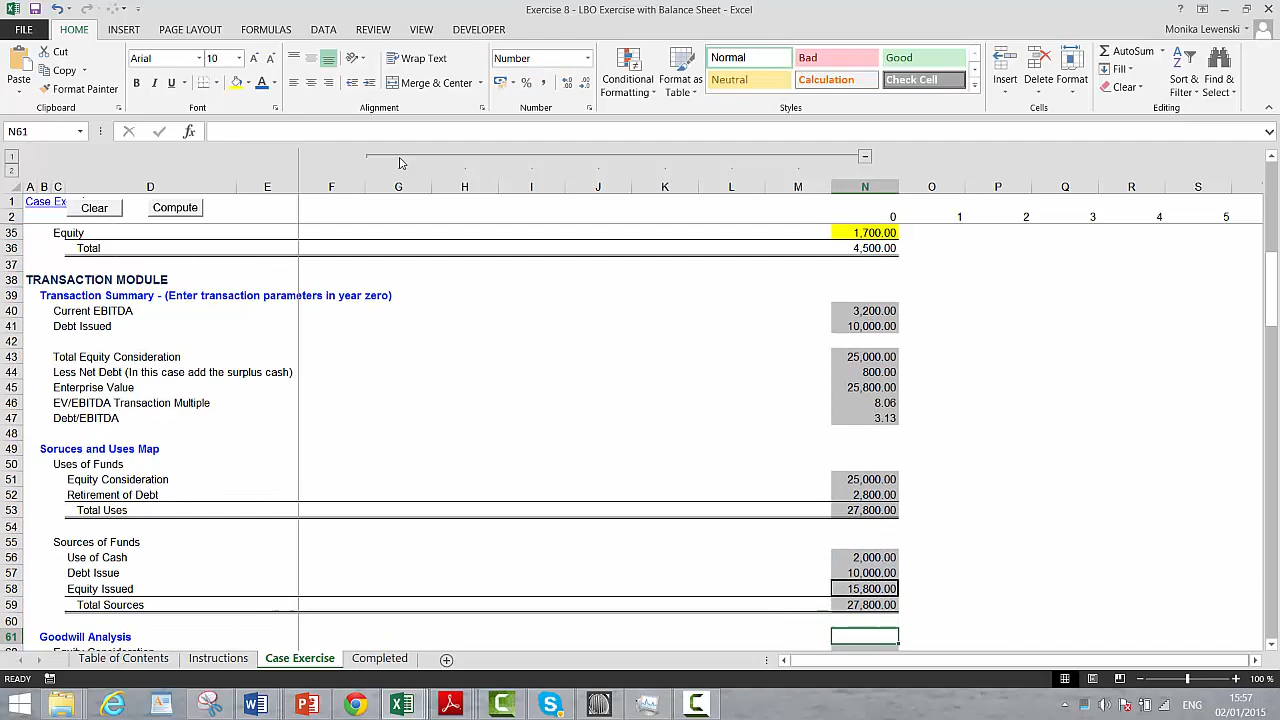 Exercise 8 - LBO Exercise with Balance Sheet - Excel
FILE HOME INSERT PAGE LAYOUT FORMULAS DATA REVIEW VIEW DEVELOPER Monika Lewenski
Paste Cut Copy Format Painter
Clipboard
Arial 10
B I U
Font
Wrap Text
Merge & Center
Alignment
Number
Number
Conditional Formatting Format as Table
Normal Bad Good
Neutral Calculation Check Cell
Styles
Insert Delete Format
Cells
AutoSum Fill Clear
Sort & Filter Find & Select
Editing
N61 fx
1
2
A B C D E F G H I J K L M N O P Q R S
1 Case Ex Clear Compute
2 0 1 2 3 4 5
35 Equity 1,700.00
36 Total 4,500.00
37
38 TRANSACTION MODULE
39 Transaction Summary - (Enter transaction parameters in year zero)
40 Current EBITDA 3,200.00
41 Debt Issued 10,000.00
42
43 Total Equity Consideration 25,000.00
44 Less Net Debt (In this case add the surplus cash) 800.00
45 Enterprise Value 25,800.00
46 EV/EBITDA Transaction Multiple 8.06
47 Debt/EBITDA 3.13
48
49 Soruces and Uses Map
50 Uses of Funds
51 Equity Consideration 25,000.00
52 Retirement of Debt 2,800.00
53 Total Uses 27,800.00
54
55 Sources of Funds
56 Use of Cash 2,000.00
57 Debt Issue 10,000.00
58 Equity Issued 15,800.00
59 Total Sources 27,800.00
60
61 Goodwill Analysis
Table of Contents Instructions Case Exercise Completed
READY 100 %
ENG 15:57
02/01/2015